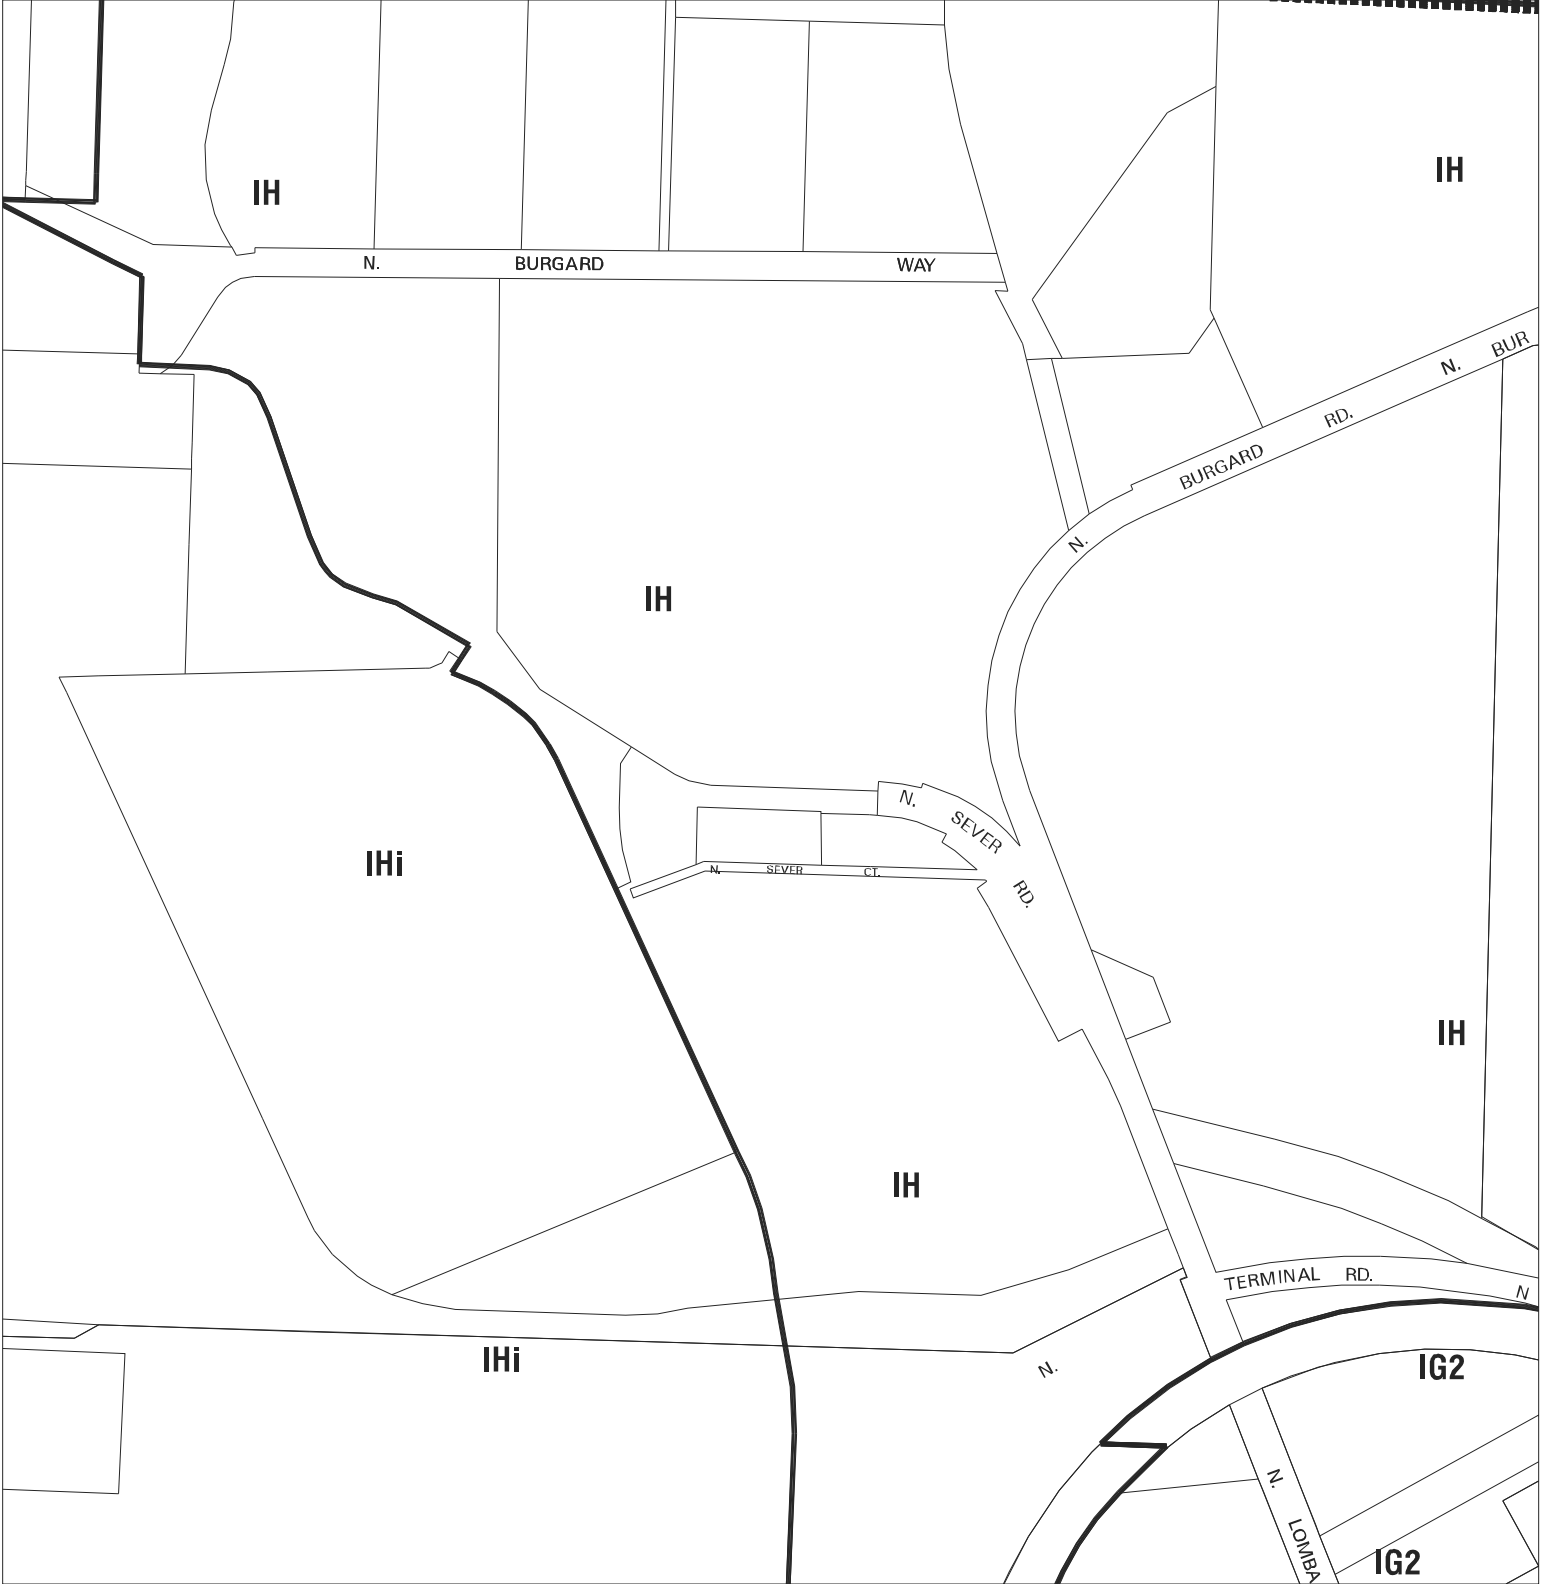 IH
IH
N. BURGARD WAY
N. BURGARD RD. N. BUR
IH
N. SEVER RD.
IHi
N. SEVER CT.
IH
IH
TERMINAL RD. N
IHi
N.
IG2
N. LOMBA
IG2